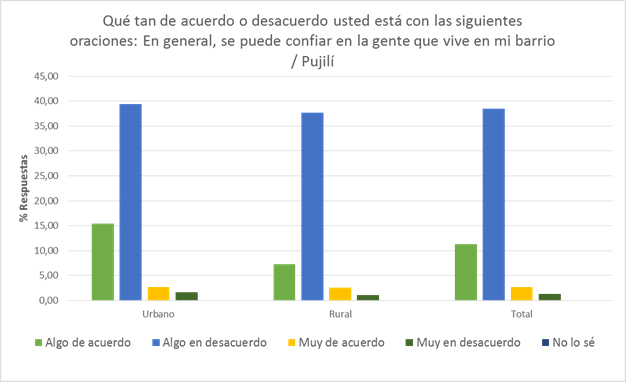 Qué tan de acuerdo o desacuerdo usted está con las siguientes
oraciones: En general, se puede confiar en la gente que vive en mi barrio
/ Pujilí
45,00
40,00
35,00
30,00
25,00
20,00
15,00
10,00
5,00
0,00
% Respuestas
Urbano Rural Total
Algo de acuerdo Algo en desacuerdo Muy de acuerdo Muy en desacuerdo No lo sé